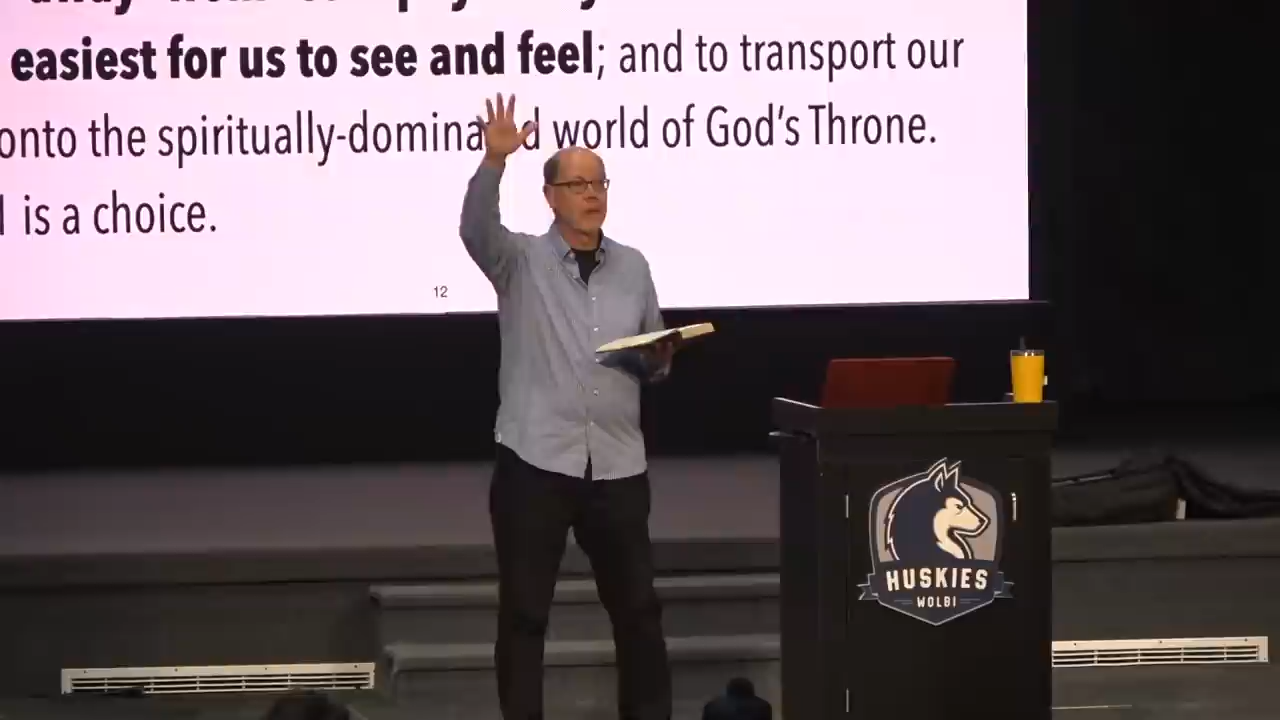 easiest for us to see and feel; and to transport our
onto the spiritually-domina d world of God's Throne.
is a choice.
12
HUSKIES
WOLBI